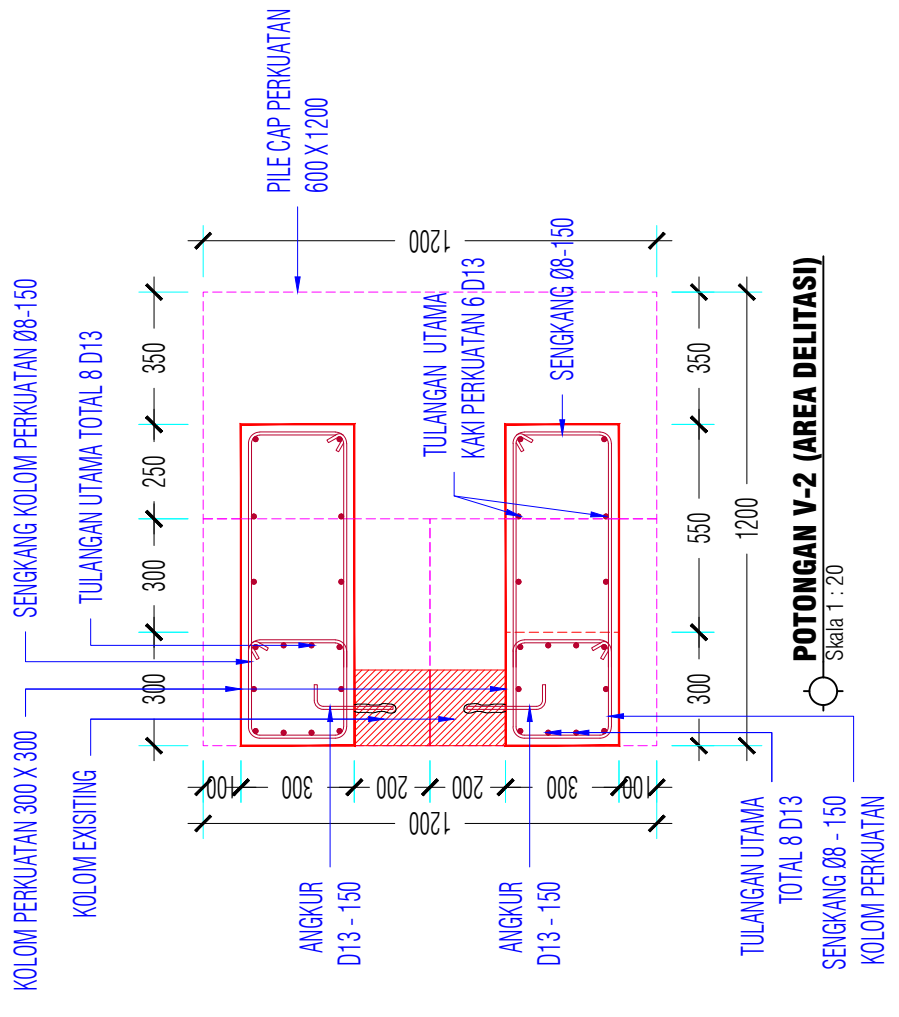 KOLOM PERKUATAN 300 X 300
KOLOM EXISITING
SENGKANG KOLOM PERKUATAN Ø8-150
TULANGAN UTAMA TOTAL 8 D13
PILE CAP PERKUATAN
600 X 1200
300
300
250
350
100
300
200
200
300
100
1200
1200
ANGKUR
D13 - 150
ANGKUR
D13 - 150
TULANGAN UTAMA
KAKI PERKUATAN 6 D13
SENGKANG Ø8-150
300
550
350
1200
TULANGAN UTAMA
TOTAL 8 D13
SENGKANG Ø8 - 150
KOLOM PERKUATAN
POTONGAN V-2 (AREA DELITASI)
Skala 1 : 20